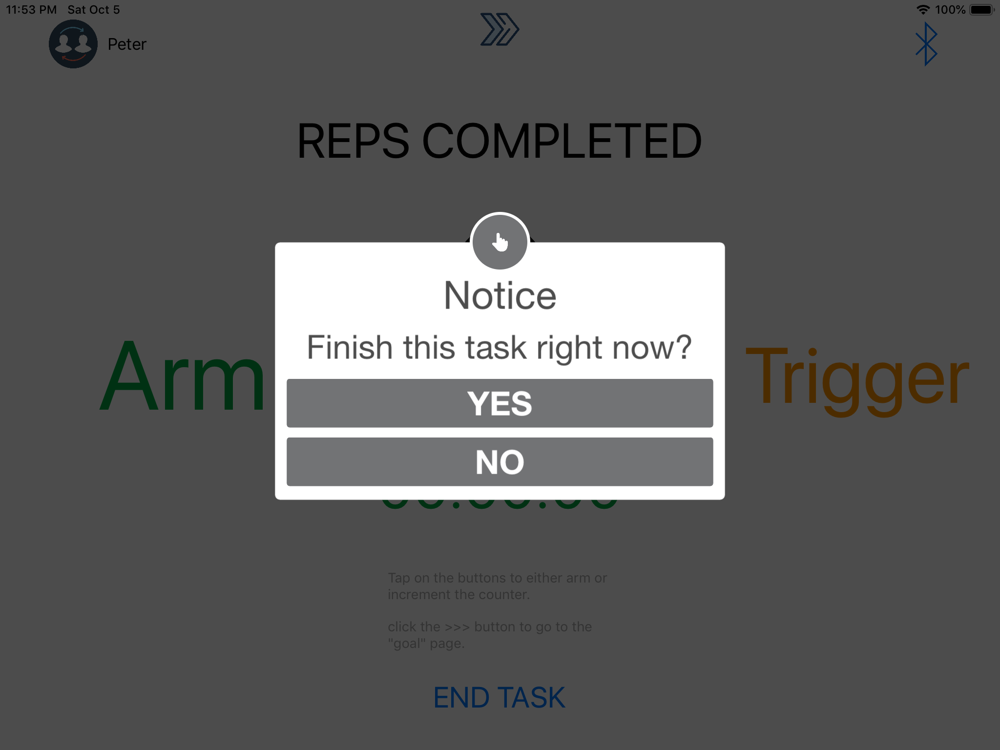 11:53 PM Sat Oct 5
100%
Peter
REPS COMPLETED
Notice
Finish this task right now?
Arm
Trigger
YES
NO
Tap on the buttons to either arm or
increment the counter.
click the >>> button to go to the
"goal" page.
END TASK